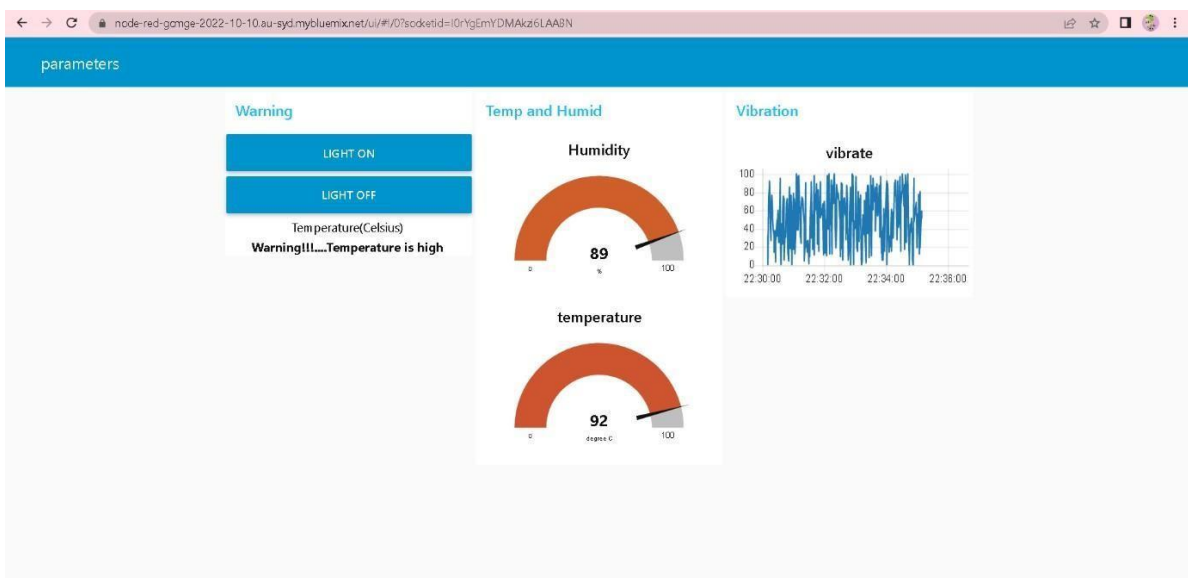 node-red-gcmge-2022-10-10.au-syd.mybluemix.net/ui/#!/0?socketid=I0rYgEmYDMAkzi6LAABN
parameters
Warning
LIGHT ON
LIGHT OFF
Temperature(Celsius)
Warning!!!....Temperature is high
Temp and Humid
Humidity
89
%
0
100
temperature
92
degree C
0
100
Vibration
vibrate
100
80
60
40
20
0
22:30:00 22:32:00 22:34:00 22:36:00